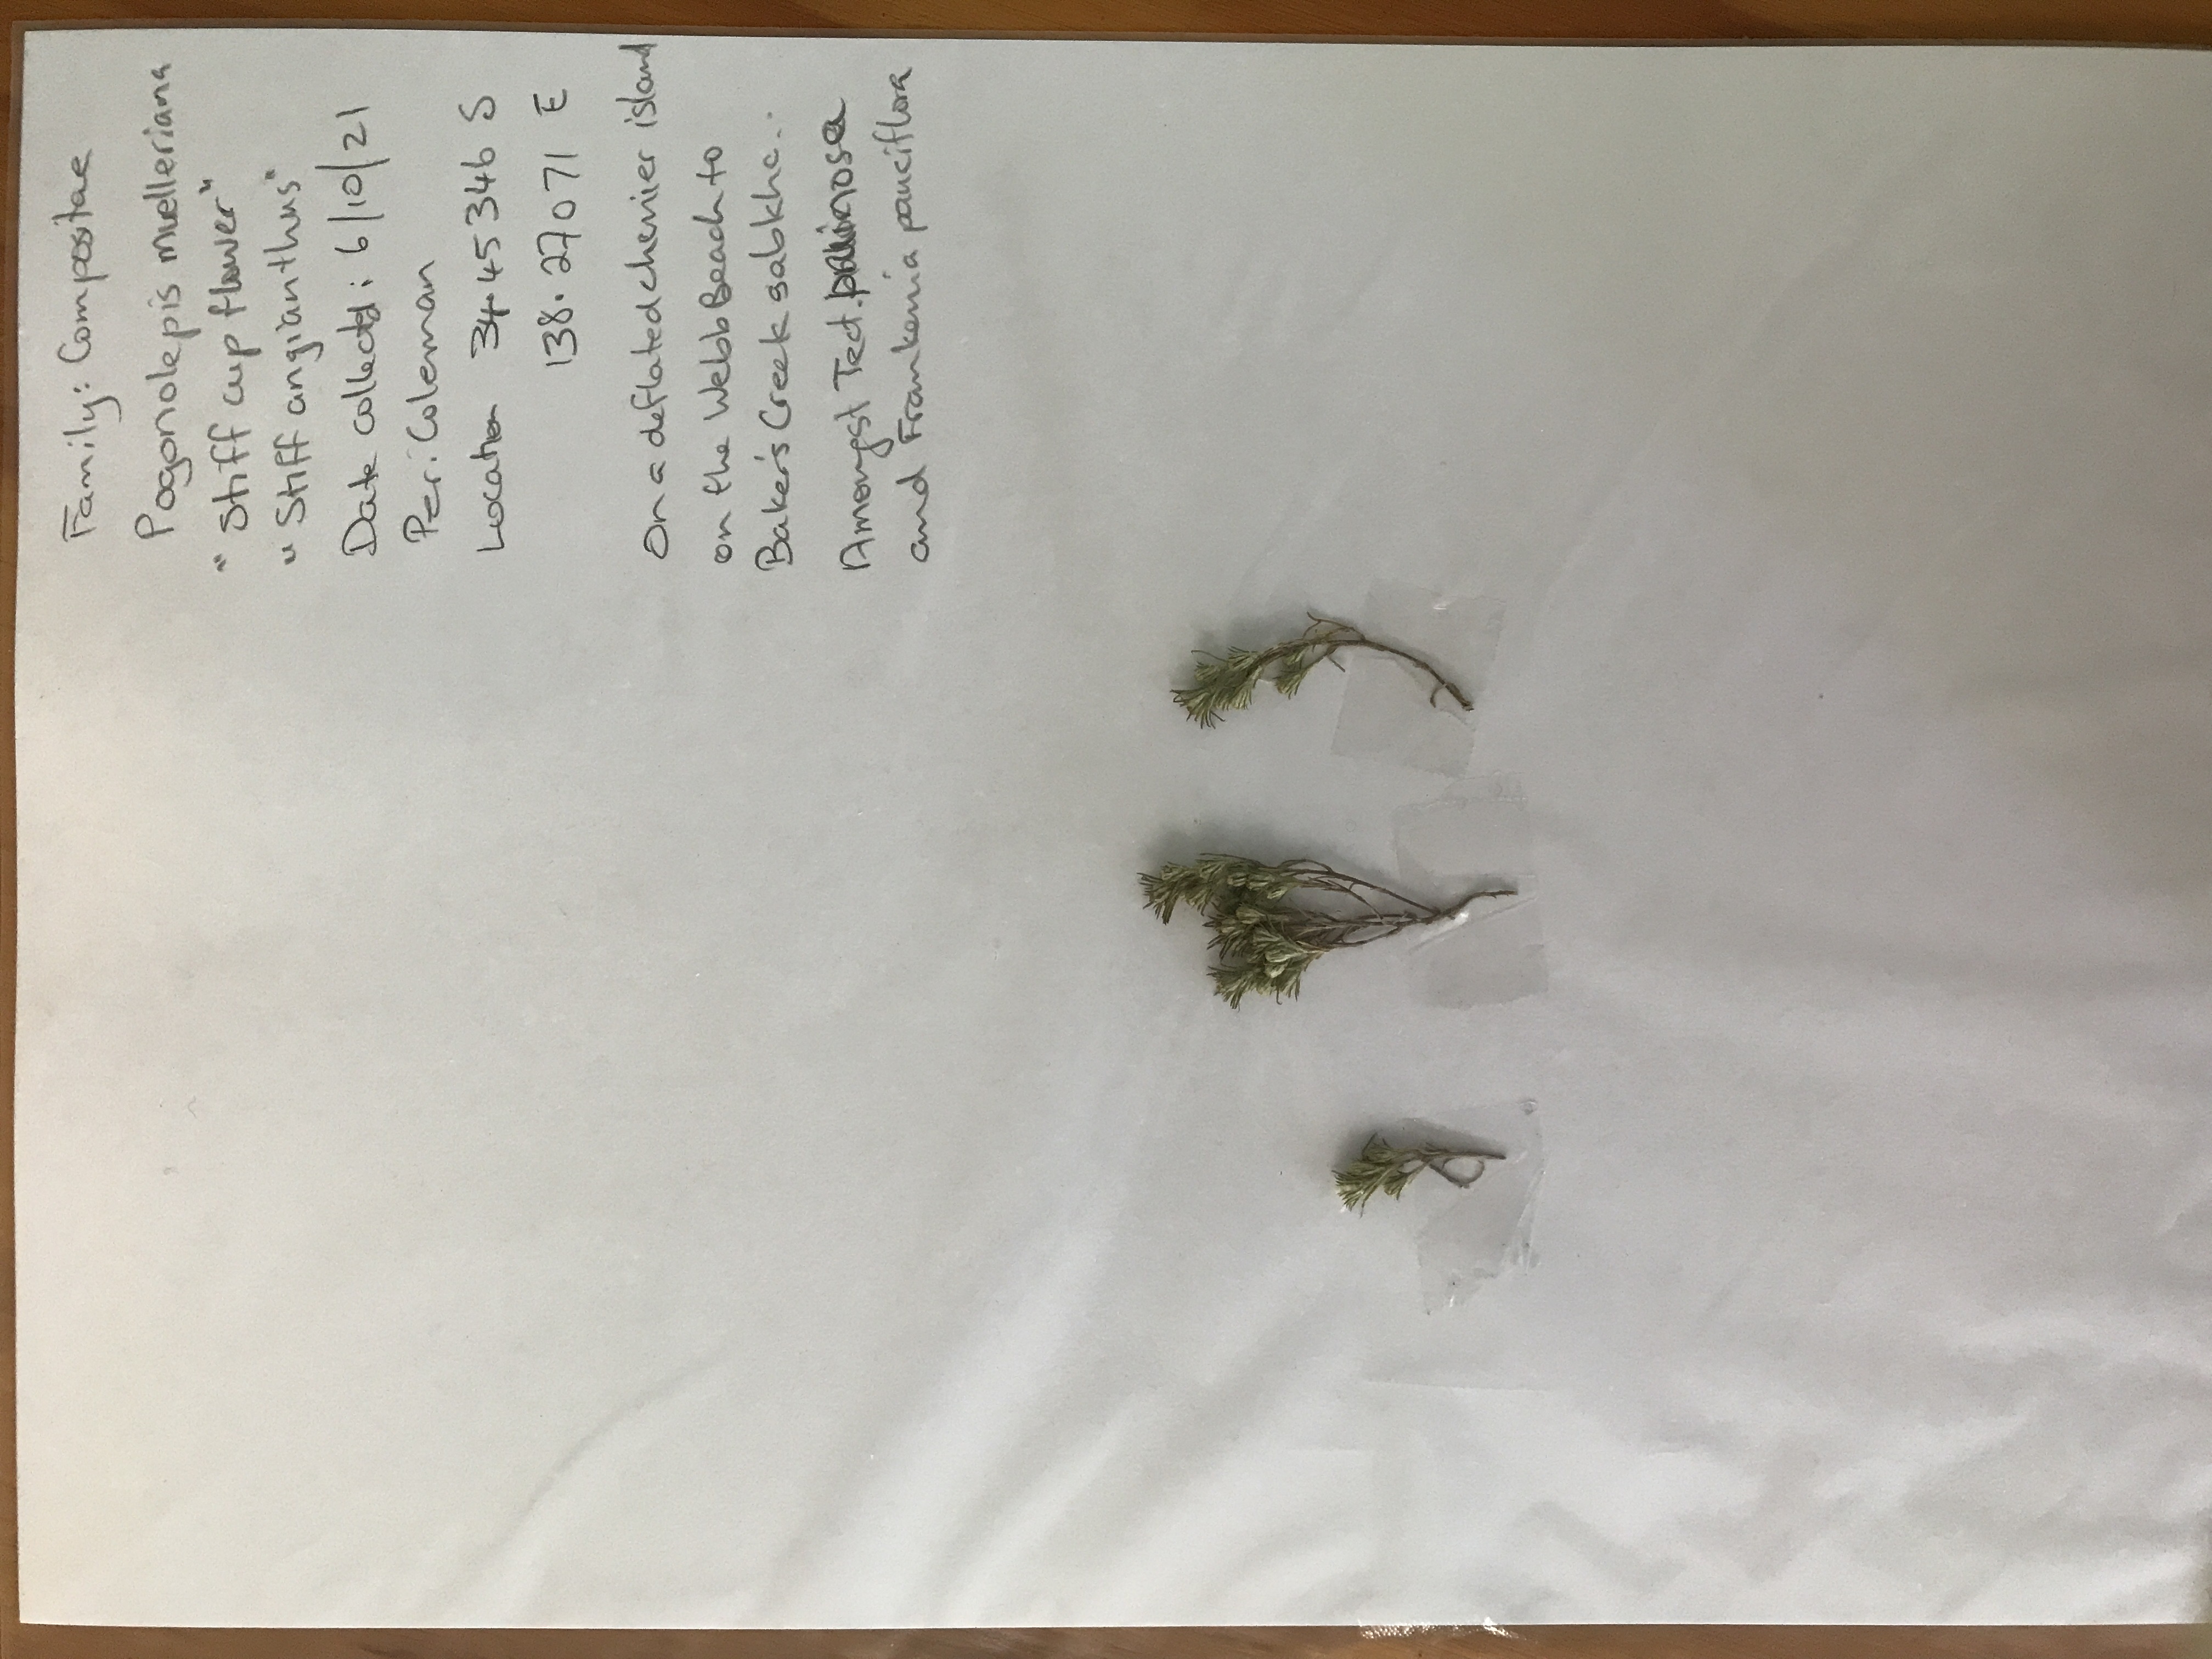 Family: Compositae
Pogonolepis muelleriana
"Stiff cup flower"
"Stiff angianthus"
Date collectd: 6/10/21
Peri Coleman
Location 34.45346 S
138.27071 E
On a deflated chenier island
on the Webb Beach to
Baker's Creek sabkha..
Amongst Tect. pruinosa
and Frankenia pauciflora